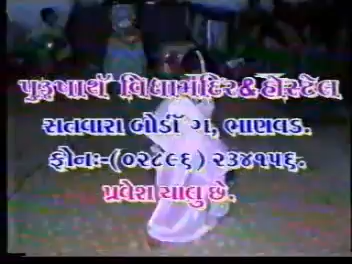 પુરૂષાર્થ વિધામંદિર & હોસ્ટેલ
સતવારા બોર્ડીંગ, ભાણવડ.
ફોનઃ-(૦૨૮૯૬) ૨૩૪૧૫૬.
પ્રવેશ ચાલુ છે.